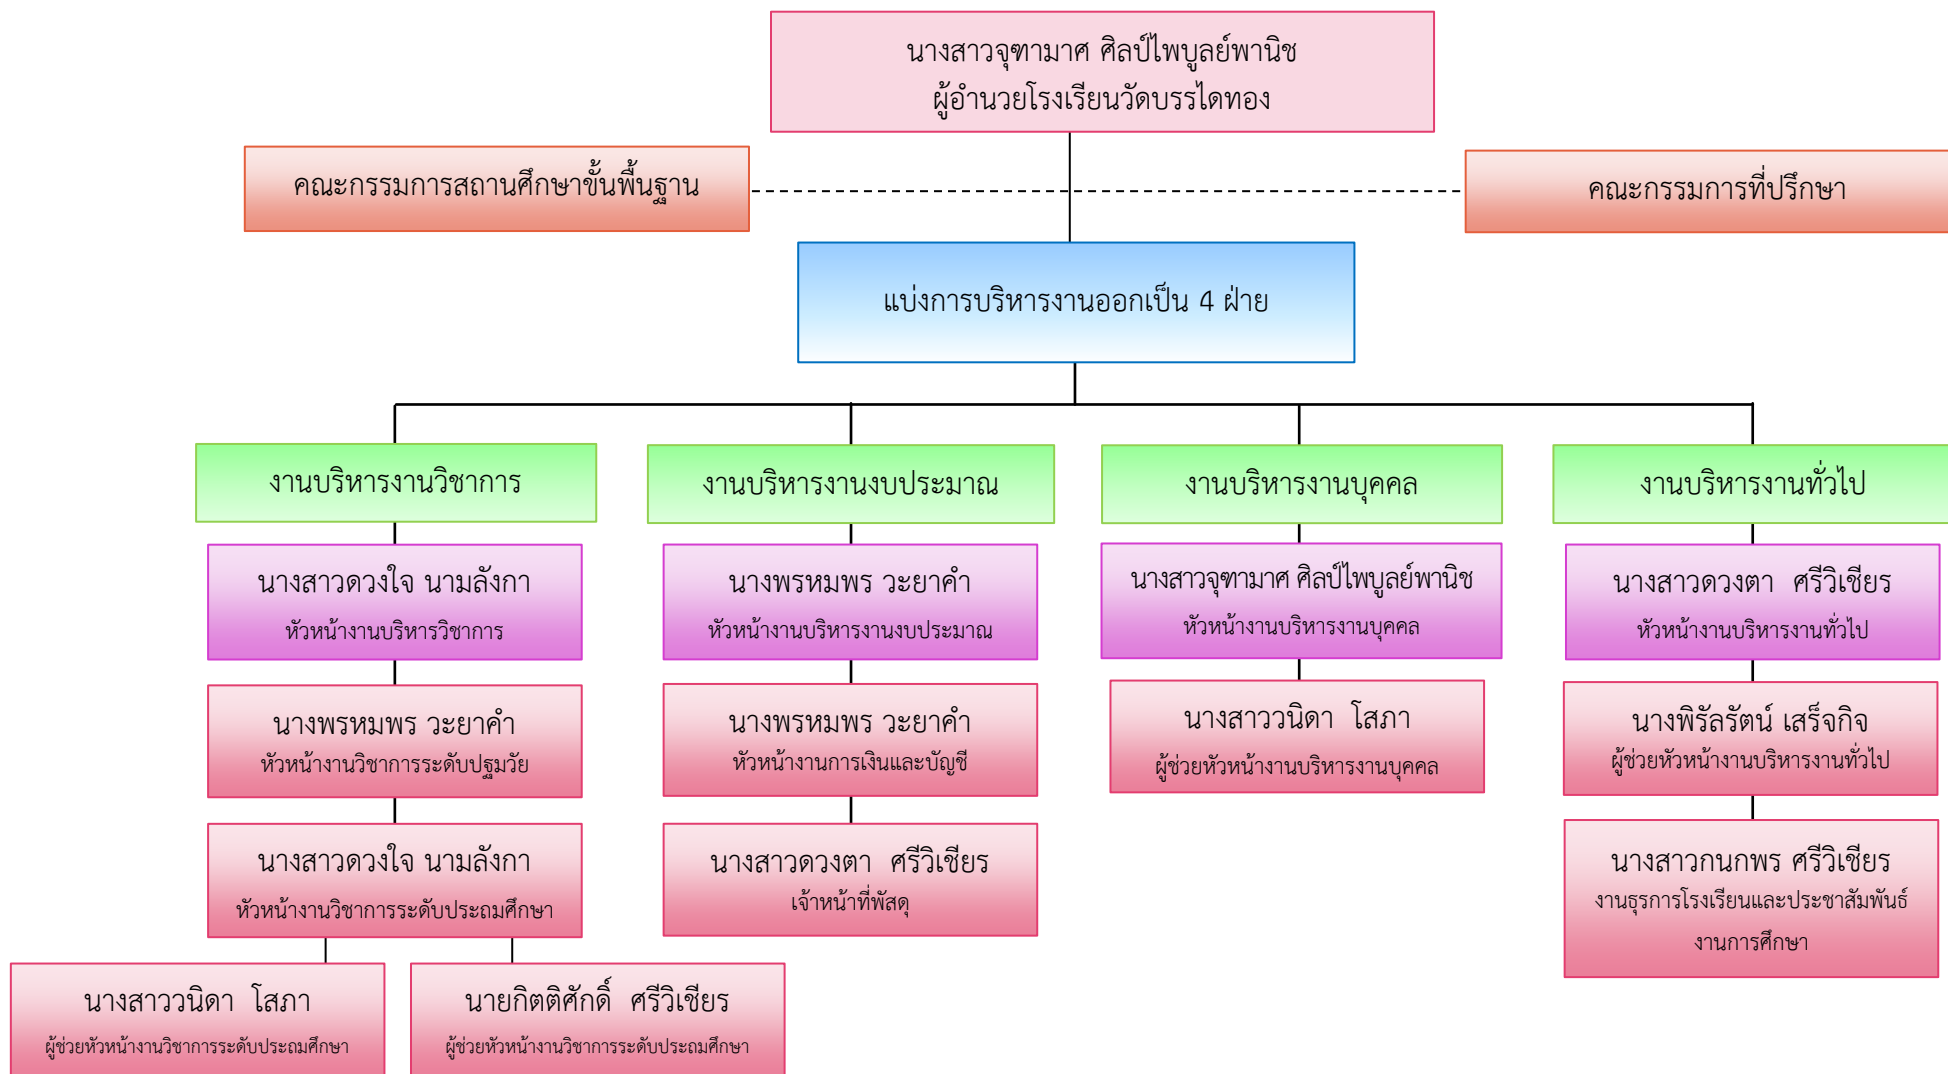 นางสาวจุฑามาศ ศิลป์ไพบูลย์พานิช
ผู้อำนวยโรงเรียนวัดบรรไดทอง
คณะกรรมการสถานศึกษาขั้นพื้นฐาน
คณะกรรมการที่ปรึกษา
แบ่งการบริหารงานออกเป็น 4 ฝ่าย
งานบริหารงานวิชาการ
งานบริหารงานงบประมาณ
งานบริหารงานบุคคล
งานบริหารงานทั่วไป
นางสาวดวงใจ นามลังกา
หัวหน้างานบริหารวิชาการ
นางพรหมพร วะยาคำ
หัวหน้างานบริหารงานงบประมาณ
นางสาวจุฑามาศ ศิลป์ไพบูลย์พานิช
หัวหน้างานบริหารงานบุคคล
นางสาวดวงตา ศรีวิเชียร
หัวหน้างานบริหารงานทั่วไป
นางพรหมพร วะยาคำ
หัวหน้างานวิชาการระดับปฐมวัย
นางพรหมพร วะยาคำ
หัวหน้างานการเงินและบัญชี
นางสาววนิดา โสภา
ผู้ช่วยหัวหน้างานบริหารงานบุคคล
นางพิรัลรัตน์ เสร็จกิจ
ผู้ช่วยหัวหน้างานบริหารงานทั่วไป
นางสาวดวงใจ นามลังกา
หัวหน้างานวิชาการระดับประถมศึกษา
นางสาวดวงตา ศรีวิเชียร
เจ้าหน้าที่พัสดุ
นางสาวกนกพร ศรีวิเชียร
งานธุรการโรงเรียนและประชาสัมพันธ์
งานการศึกษา
นางสาววนิดา โสภา
ผู้ช่วยหัวหน้างานวิชาการระดับประถมศึกษา
นายกิตติศักดิ์ ศรีวิเชียร
ผู้ช่วยหัวหน้างานวิชาการระดับประถมศึกษา